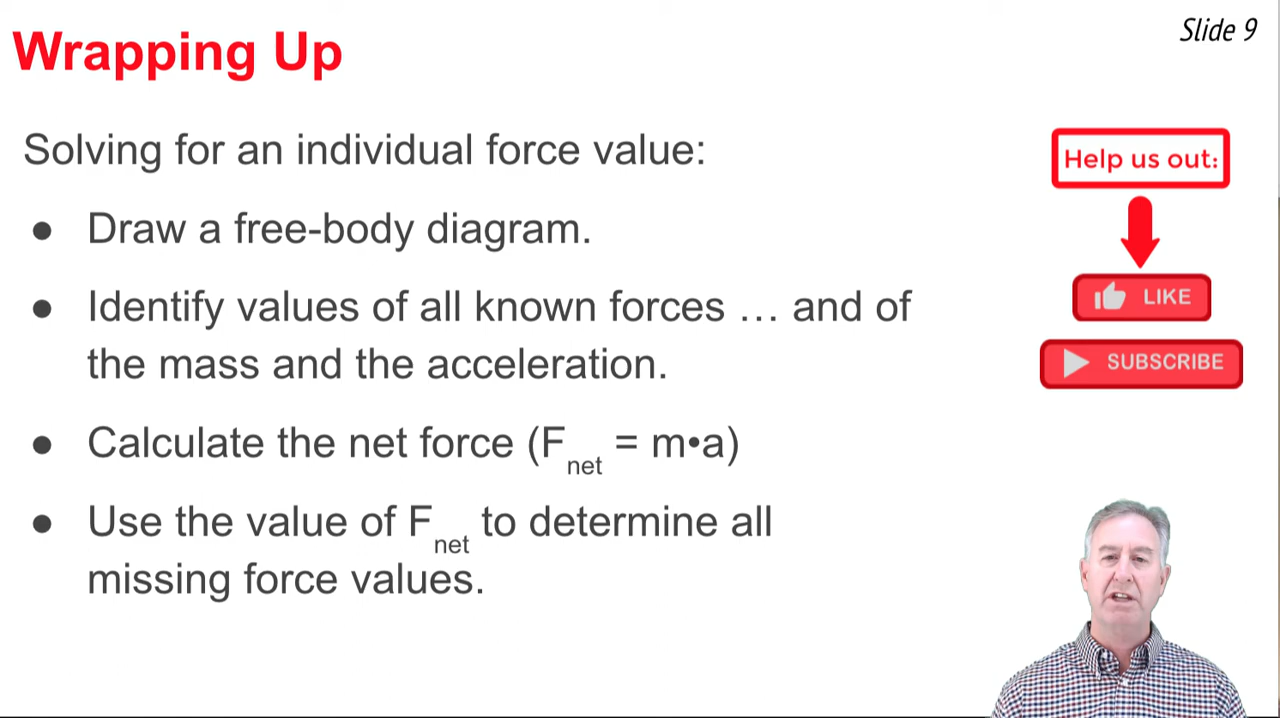 Slide 9
Wrapping Up
Solving for an individual force value:
● Draw a free-body diagram.
● Identify values of all known forces … and of
the mass and the acceleration.
● Calculate the net force (Fnet = m•a)
● Use the value of Fnet to determine all
missing force values.
Help us out:
LIKE
SUBSCRIBE